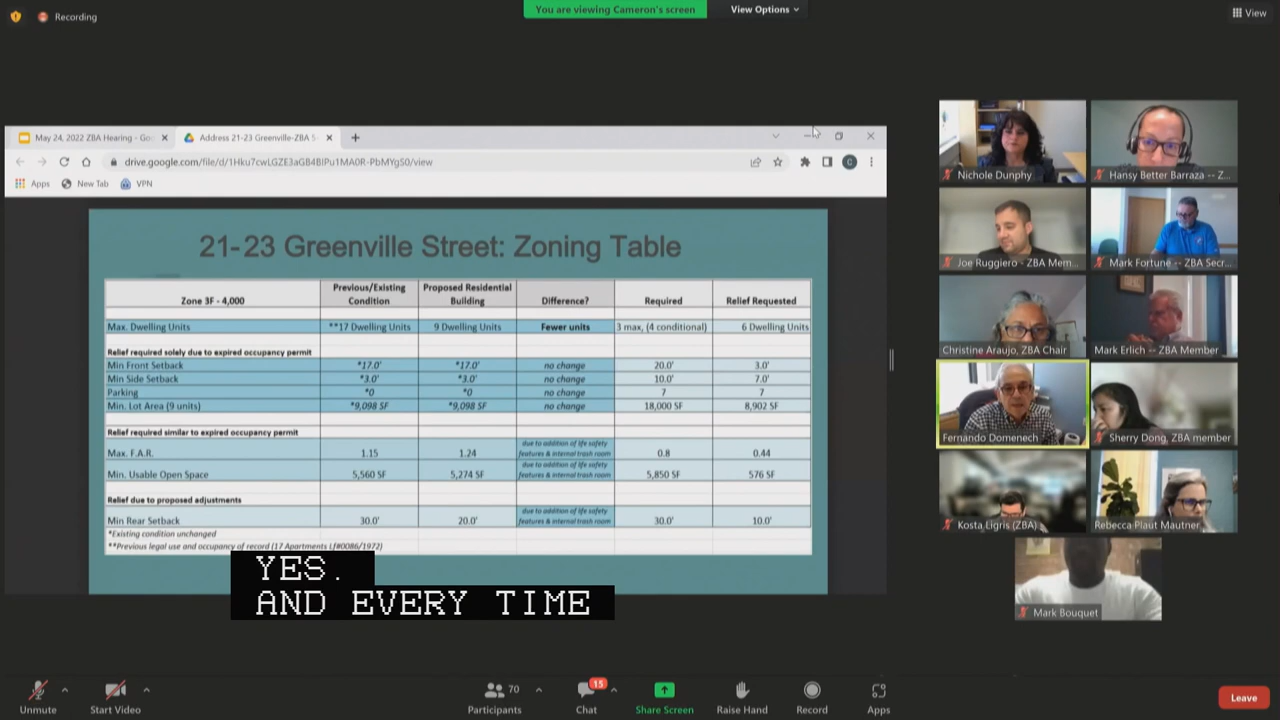 Recording
You are viewing Cameron's screen
View Options
View
May 24, 2022 ZBA Hearing - Go
Address 21-23 Greenville-ZBA S
drive.google.com/file/d/1Hku7cwLGZE3aGB4BIPu1MA0R-PbMYgS0/view
Apps New Tab VPN
21-23 Greenville Street: Zoning Table
Zone 3F - 4,000 Previous/Existing Condition Proposed Residential Building Difference? Required Relief Requested
Max. Dwelling Units **17 Dwelling Units 9 Dwelling Units Fewer units 3 max, (4 conditional) 6 Dwelling Units
Relief required solely due to expired occupancy permit
Min Front Setback *17.0' *17.0' no change 20.0' 3.0'
Min Side Setback *3.0' *3.0' no change 10.0' 7.0'
Parking *0 *0 no change 7 7
Min. Lot Area (9 units) *9,098 SF *9,098 SF no change 18,000 SF 8,902 SF
Relief required similar to expired occupancy permit
Max. F.A.R. 1.15 1.24 due to addition of life safety features & internal trash room 0.8 0.44
Min. Usable Open Space 5,560 SF 5,274 SF due to addition of life safety features & internal trash room 5,850 SF 576 SF
Relief due to proposed adjustments
Min Rear Setback 30.0' 20.0' due to addition of life safety features & internal trash room 30.0' 10.0'
*Existing condition unchanged
**Previous legal use and occupancy of record (17 Apartments Lf#0086/1972)
YES.
AND EVERY TIME
Nichole Dunphy
Hansy Better Barraza -- Z...
Joe Ruggiero - ZBA Mem...
Mark Fortune -- ZBA Secr...
Christine Araujo, ZBA Chair
Mark Erlich -- ZBA Member
Fernando Domenech
Sherry Dong, ZBA member
Kosta Ligris (ZBA)
Rebecca Plaut Mautner
Mark Bouquet
Unmute
Start Video
70
Participants
15
Chat
Share Screen
Raise Hand
Record
Apps
Leave